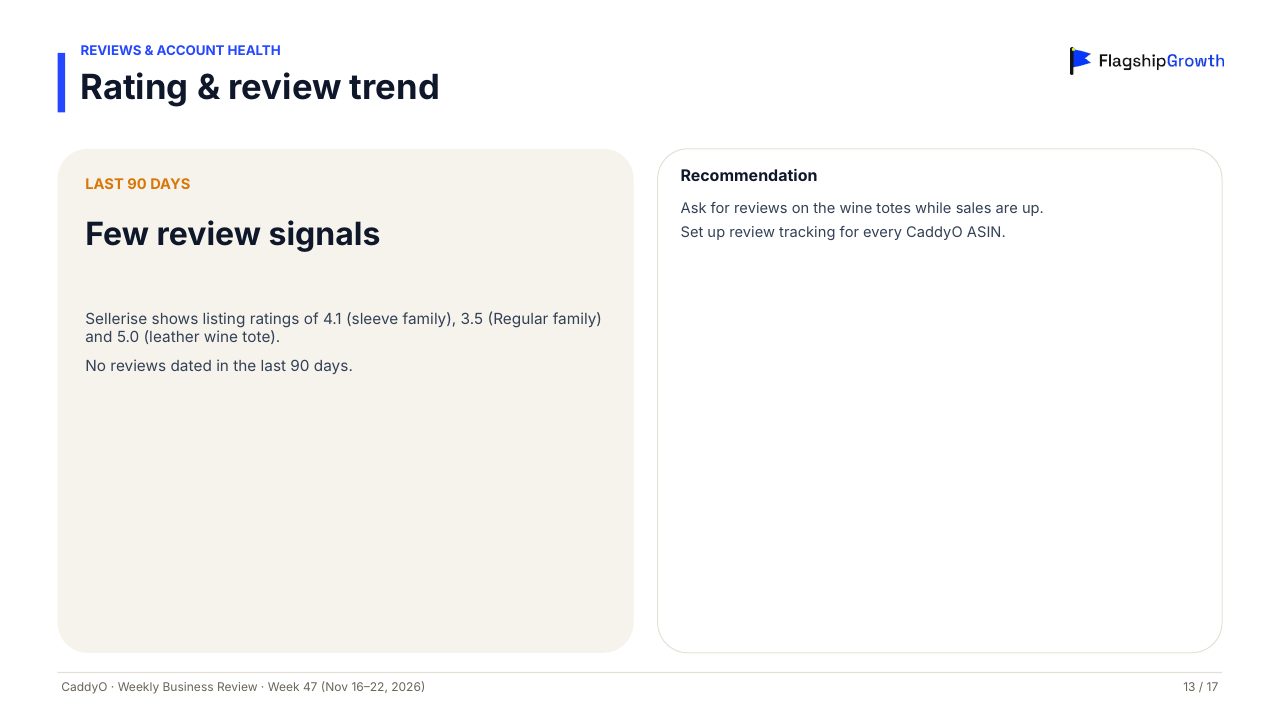 REVIEWS & ACCOUNT HEALTH
Rating & review trend
FlagshipGrowth
LAST 90 DAYS
Few review signals
Sellerise shows listing ratings of 4.1 (sleeve family), 3.5 (Regular family)
and 5.0 (leather wine tote).
No reviews dated in the last 90 days.
Recommendation
Ask for reviews on the wine totes while sales are up.
Set up review tracking for every CaddyO ASIN.
CaddyO · Weekly Business Review · Week 47 (Nov 16–22, 2026)
13 / 17